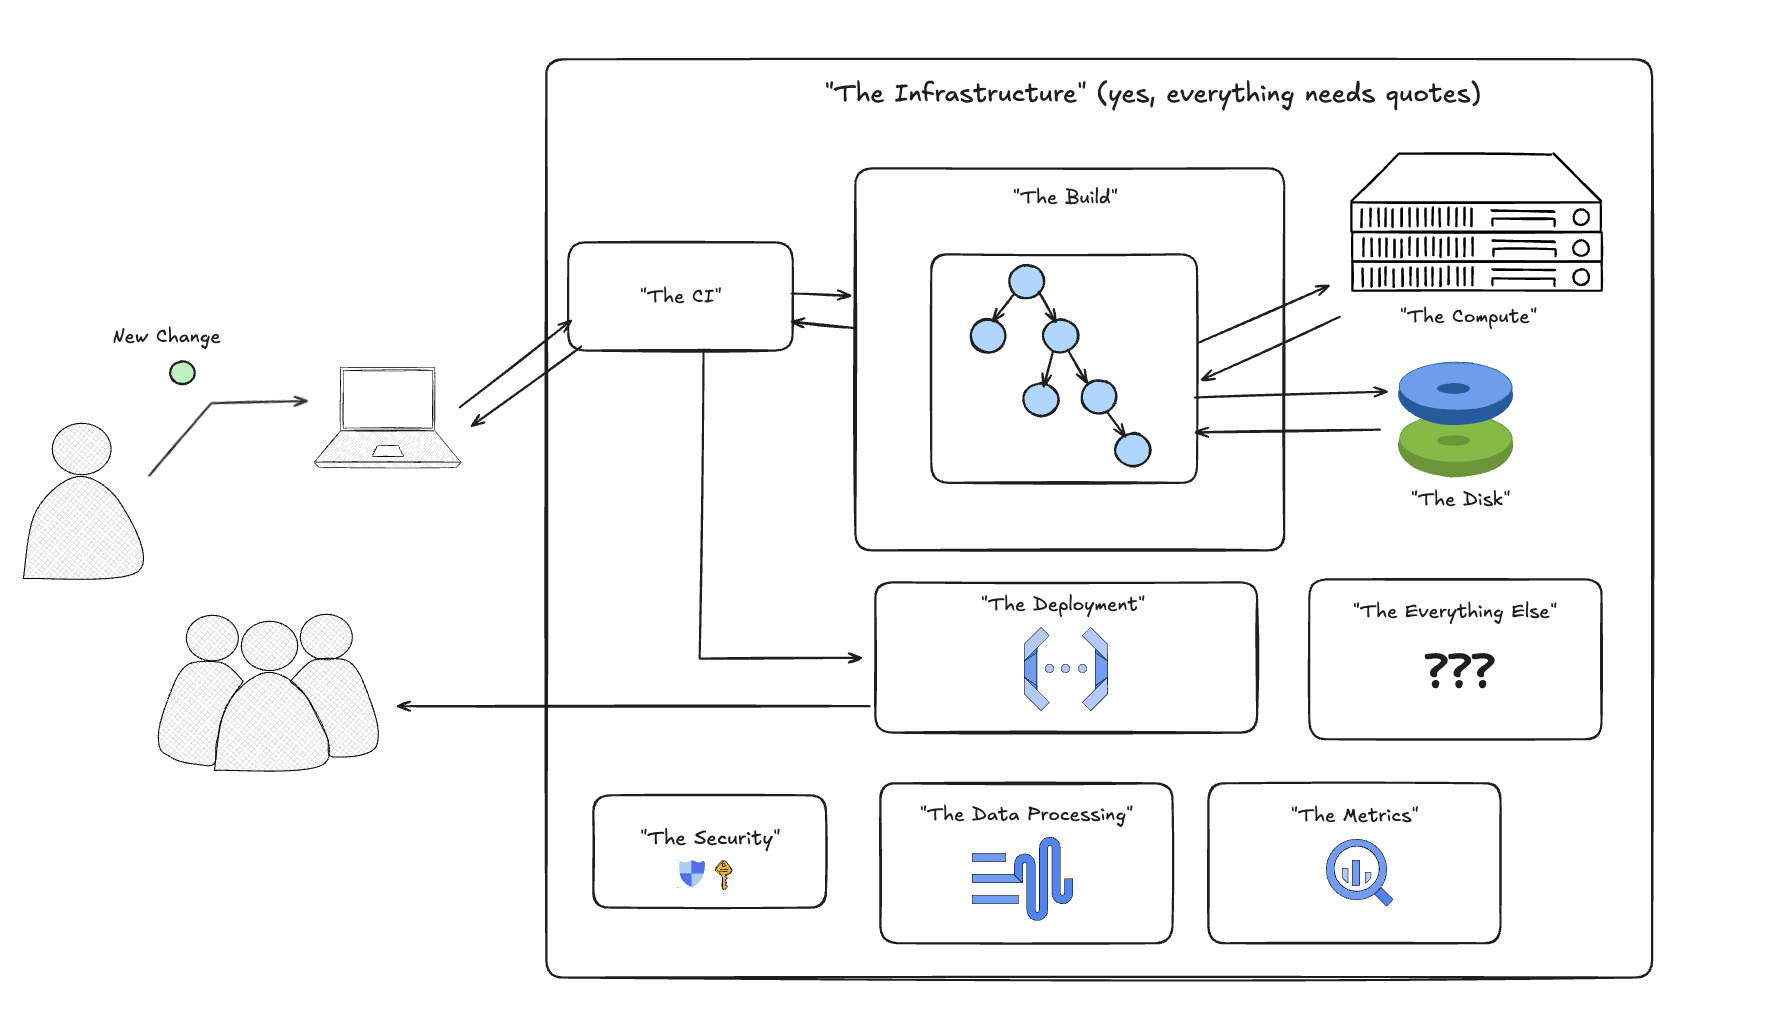 "The Infrastructure" (yes, everything needs quotes)
"The Build"
"The CI"
"The Compute"
New Change
"The Disk"
"The Deployment"
"The Everything Else"
???
"The Security"
"The Data Processing"
"The Metrics"